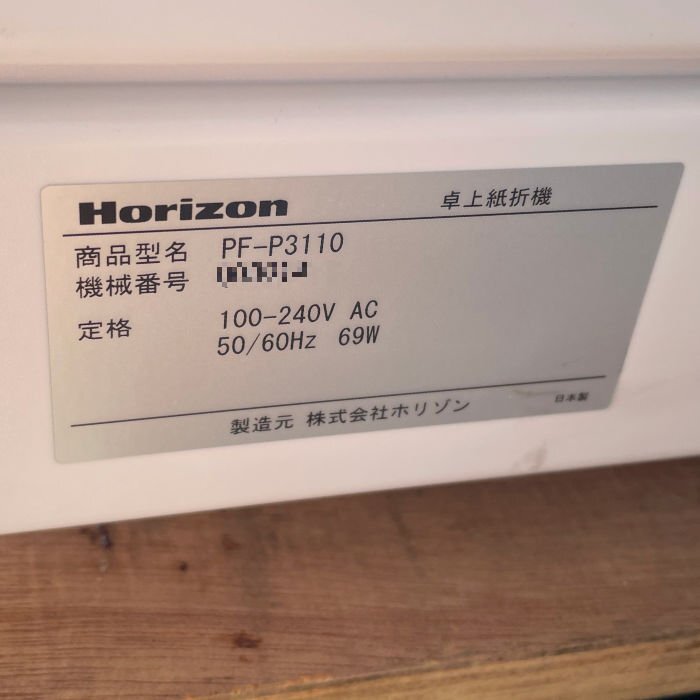 Horizon 卓上紙折機
商品型名 PF-P3110
機械番号
定格 100-240V AC
50/60Hz 69W
製造元 株式会社ホリゾン 日本製